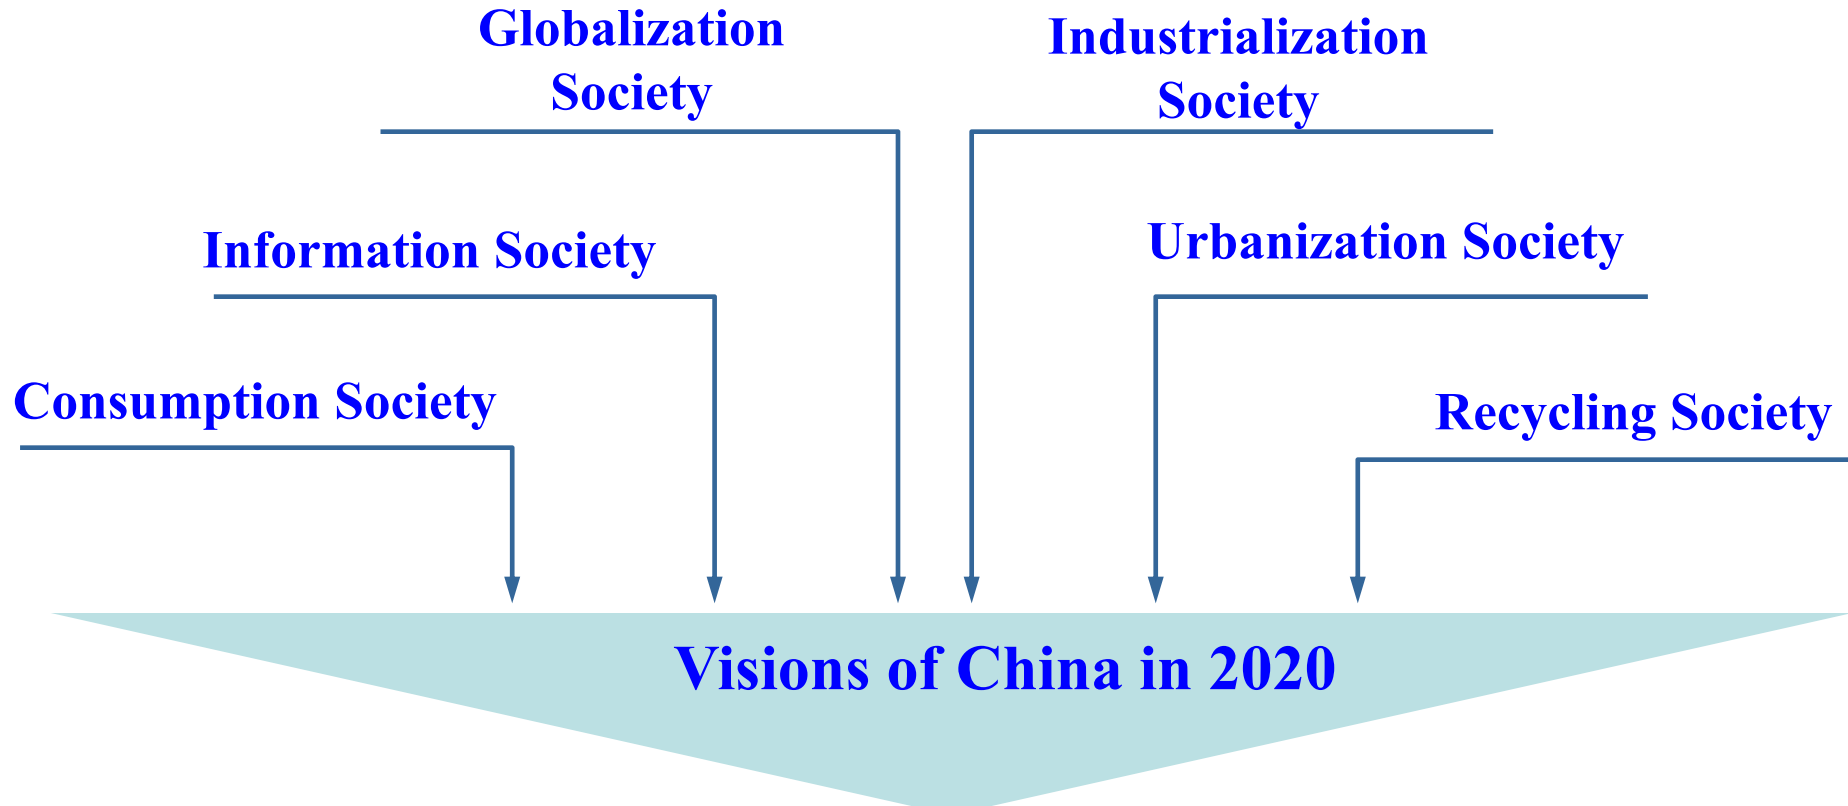 Globalization
Society
Industrialization
Society
Information Society
Urbanization Society
Consumption Society
Recycling Society
Visions of China in 2020